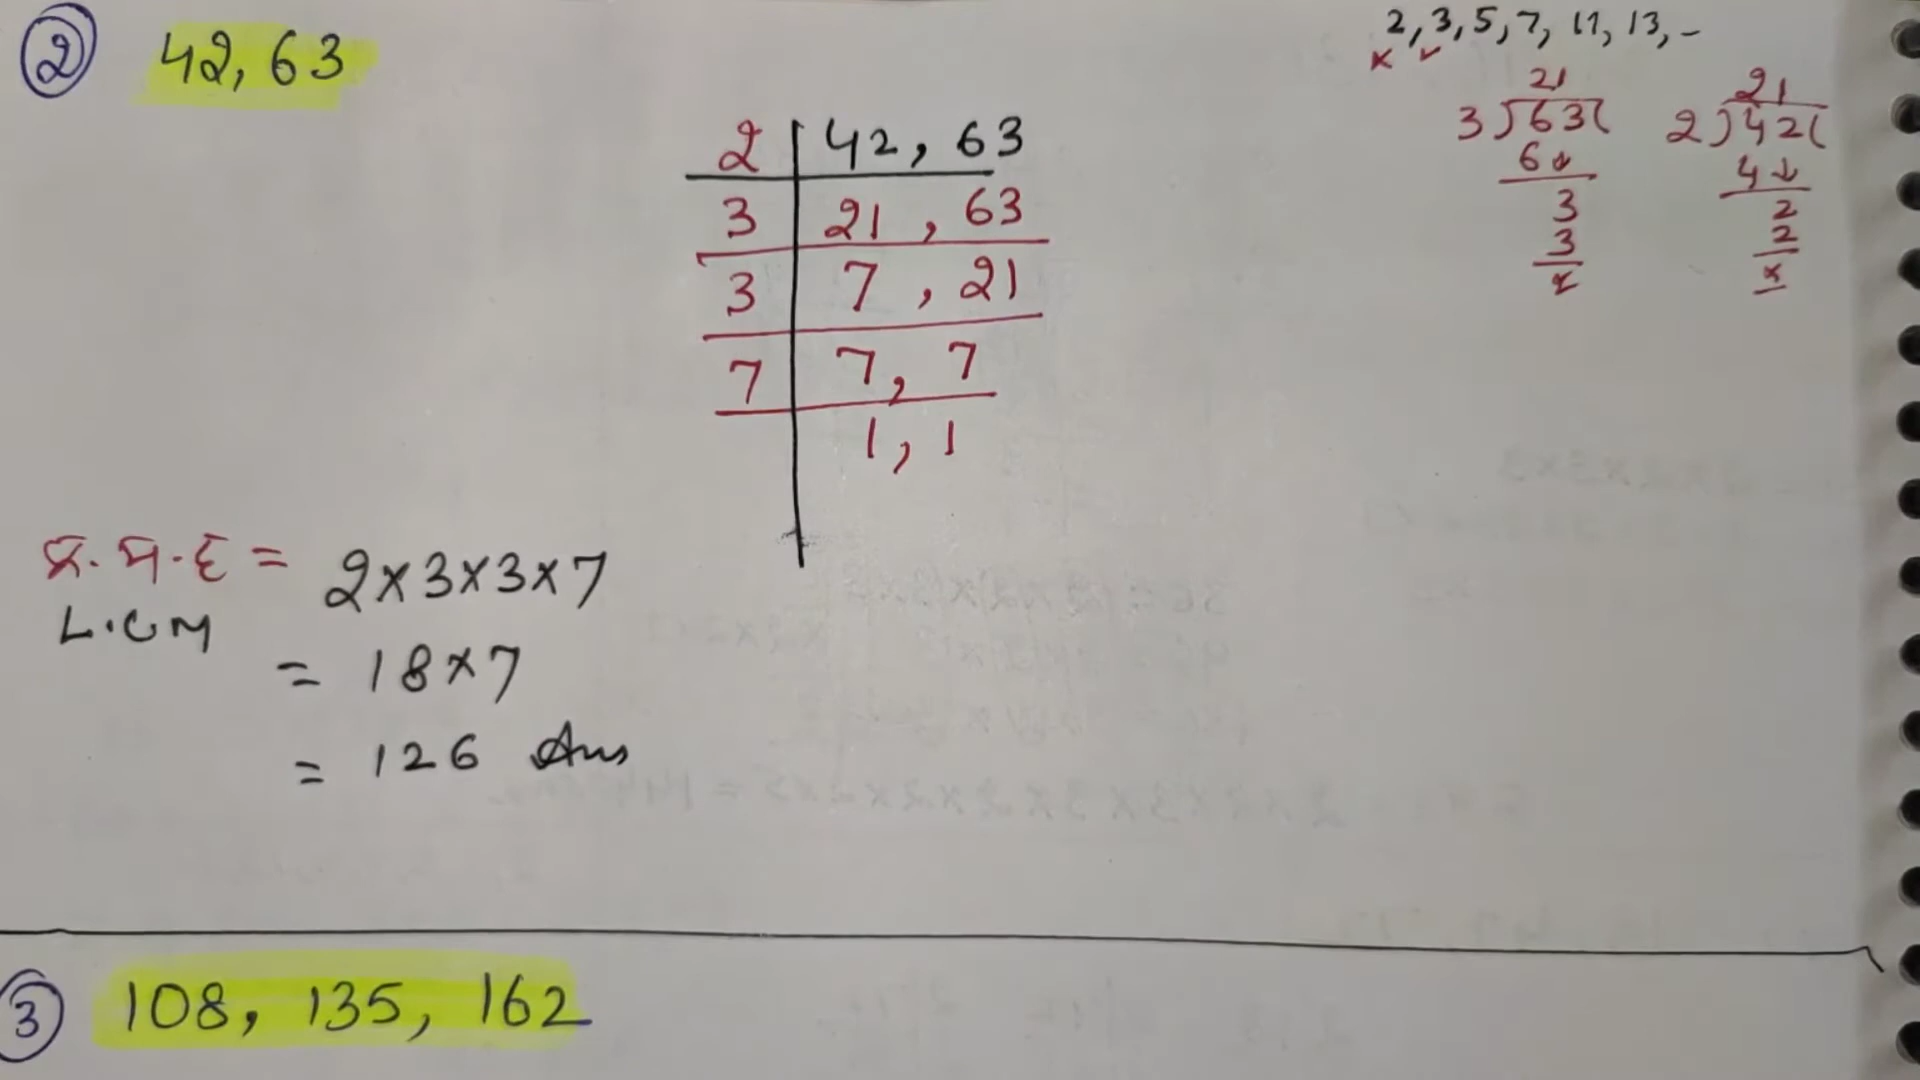 ② 42, 63
2, 3, 5, 7, 11, 13, -
× ✓
2 | 42, 63
3 | 21, 63
3 | 7, 21
7 | 7, 7
1, 1
21
3)63(
6↓
3
3
×
21
2)42(
4↓
2
2
×
ल.स.ह = 2×3×3×7
L.C.M
= 18×7
= 126 Ans
③ 108, 135, 162